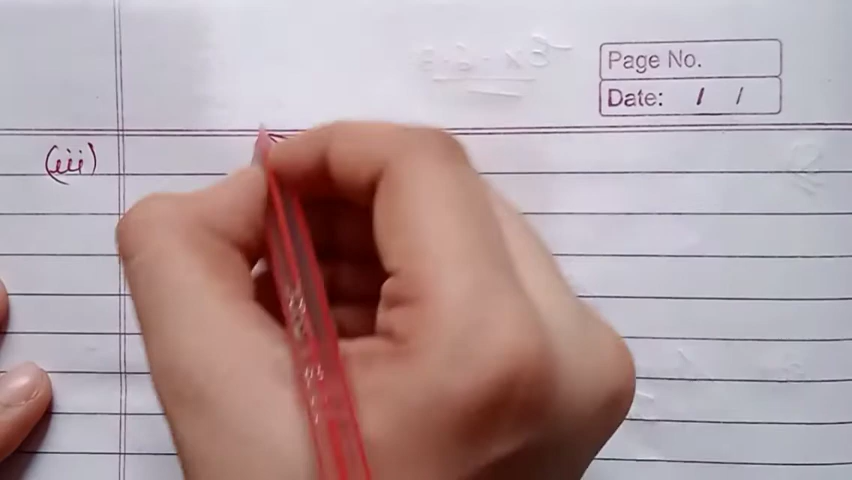 Page No.
Date: / /
(iii)